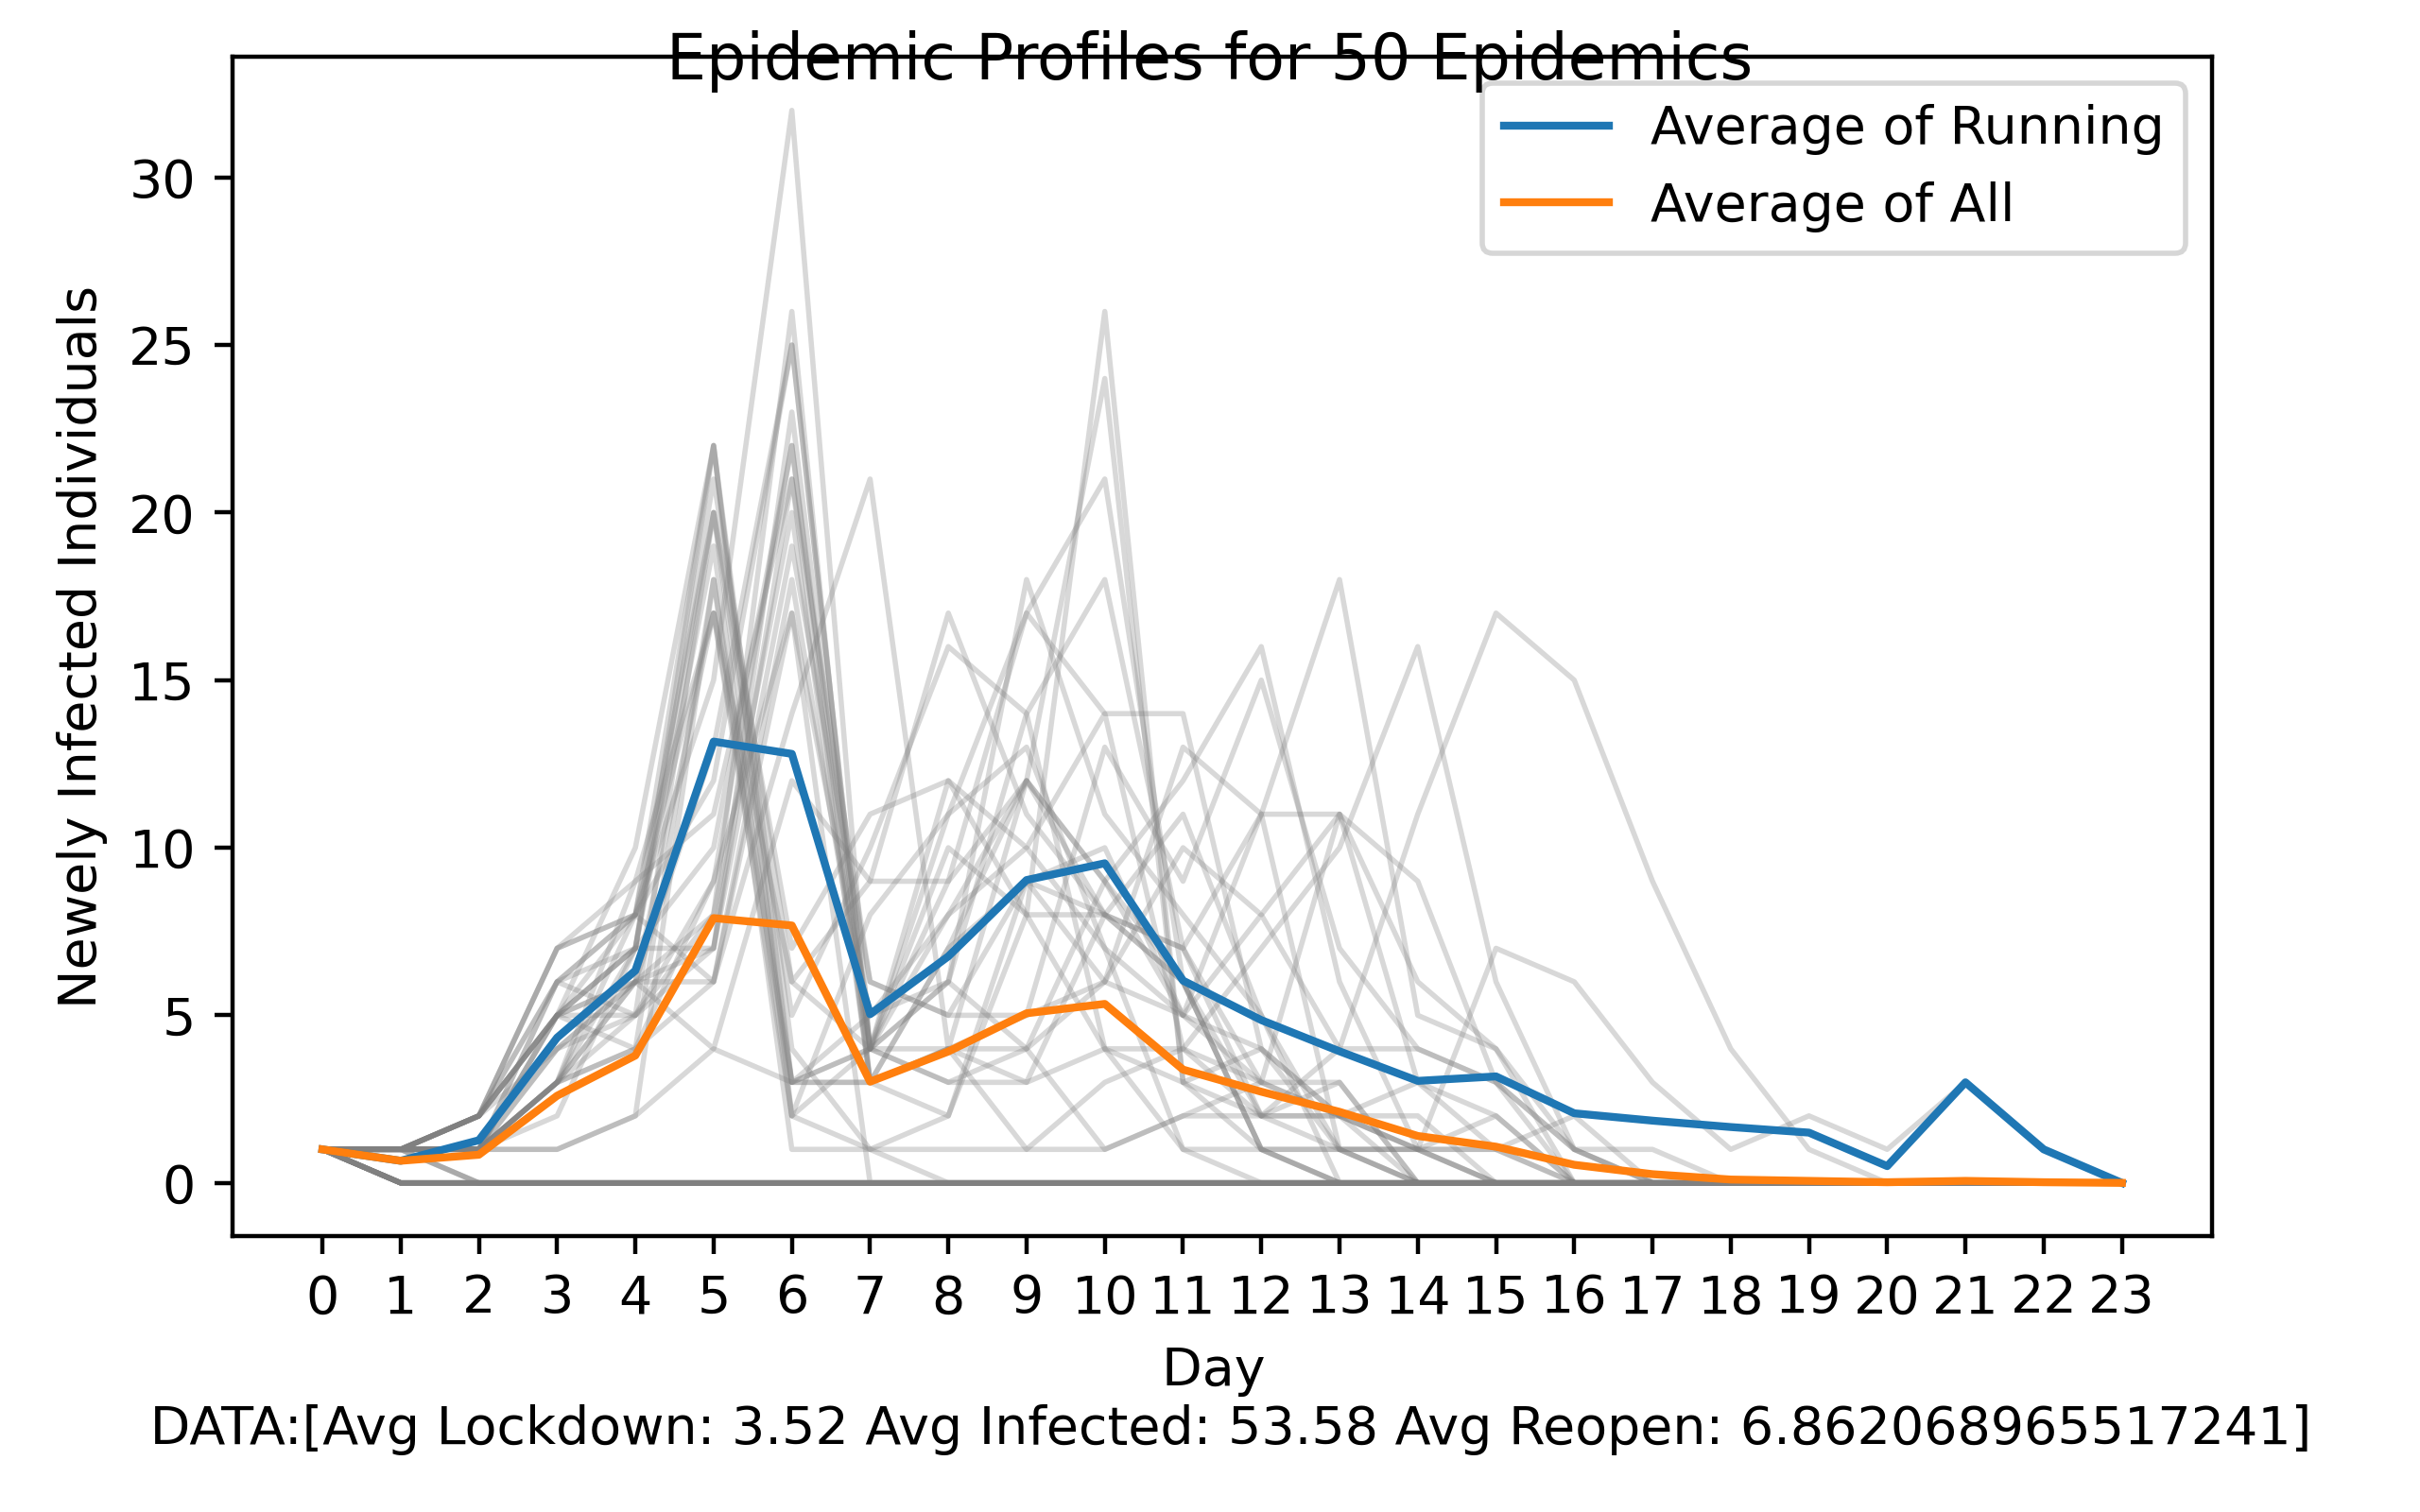 Epidemic Profiles for 50 Epidemics
Average of Running
Average of All
Newely Infected Individuals
30
25
20
15
10
5
0
0 1 2 3 4 5 6 7 8 9 10 11 12 13 14 15 16 17 18 19 20 21 22 23
Day
DATA:[Avg Lockdown: 3.52 Avg Infected: 53.58 Avg Reopen: 6.862068965517241]